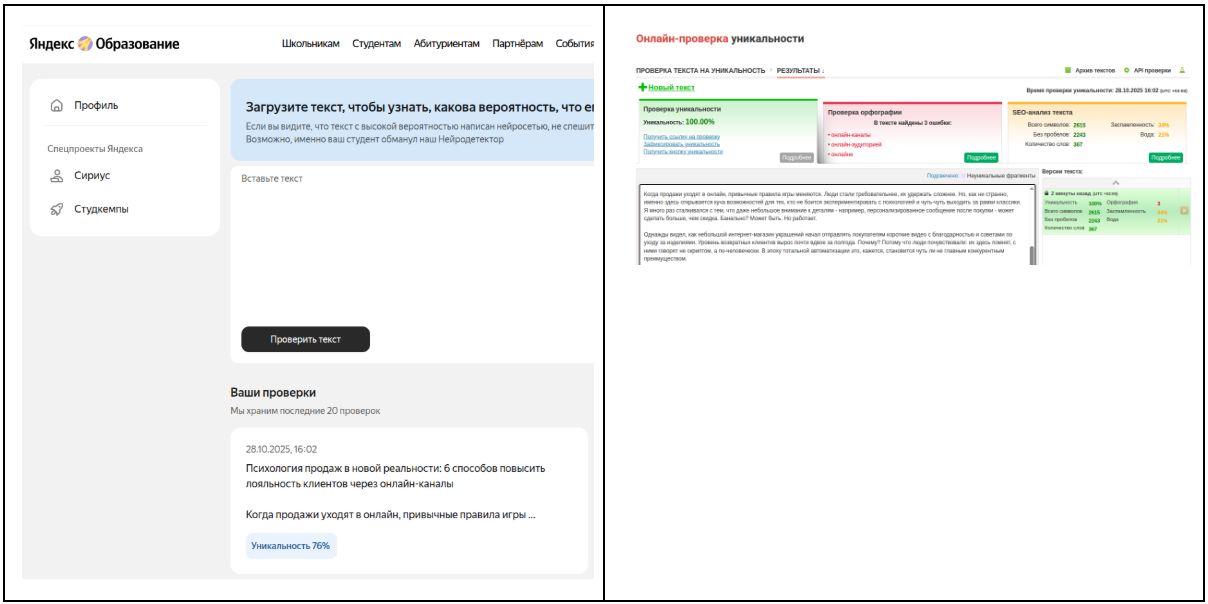 Яндекс Образование
Школьникам Студентам Абитуриентам Партнёрам События
Профиль
Спецпроекты Яндекса
Сириус
Студкемпы
Загрузите текст, чтобы узнать, какова вероятность, что ег
Если вы видите, что текст с высокой вероятностью написан нейросетью, не спешит
Возможно, именно ваш студент обманул наш Нейродетектор
Вставьте текст
Проверить текст
Ваши проверки
Мы храним последние 20 проверок
28.10.2025, 16:02
Психология продаж в новой реальности: 6 способов повысить
лояльность клиентов через онлайн-каналы
Когда продажи уходят в онлайн, привычные правила игры ...
Уникальность 76%
Онлайн-проверка уникальности
ПРОВЕРКА ТЕКСТА НА УНИКАЛЬНОСТЬ РЕЗУЛЬТАТЫ ↓
Архив текстов API проверки
Новый текст
Время проверки уникальности: 28.10.2025 16:02
Проверка уникальности
Уникальность: 100.00%
Получить ссылку на проверку
Зафиксировать уникальность
Получить кнопку уникальности
Подробнее
Проверка орфографии
В тексте найдены 3 ошибки:
• онлайн-каналы
• онлайн-аудиторией
• онлайне
Подробнее
SEO-анализ текста
Всего символов: 2615 Заспамленность: 34%
Без пробелов: 2243 Вода: 21%
Количество слов: 367
Подробнее
Подсвечено: Неуникальные фрагменты
Когда продажи уходят в онлайн, привычные правила игры меняются. Люди стали требовательнее, их удержать сложнее. Но, как ни странно,
именно здесь открывается куча возможностей для тех, кто не боится экспериментировать с психологией и чуть-чуть выходить за рамки классики.
Я много раз сталкивался с тем, что даже небольшое внимание к деталям - например, персонализированное сообщение после покупки - может
сделать больше, чем скидка. Банально? Может быть. Но работает.
Однажды видел, как небольшой интернет-магазин украшений начал отправлять покупателям короткие видео с благодарностью и советами по
уходу за изделиями. Уровень возвратных клиентов вырос почти вдвое за полгода. Почему? Потому что люди почувствовали: их здесь помнят, с
ними говорят не скриптом, а по-человечески. В эпоху тотальной автоматизации это, кажется, становится чуть ли не главным конкурентным
преимуществом.
Версии текста:
2 минуты назад
Уникальность 100% Орфография 3
Всего символов 2615 Заспамленность 34%
Без пробелов 2243 Вода 21%
Количество слов 367